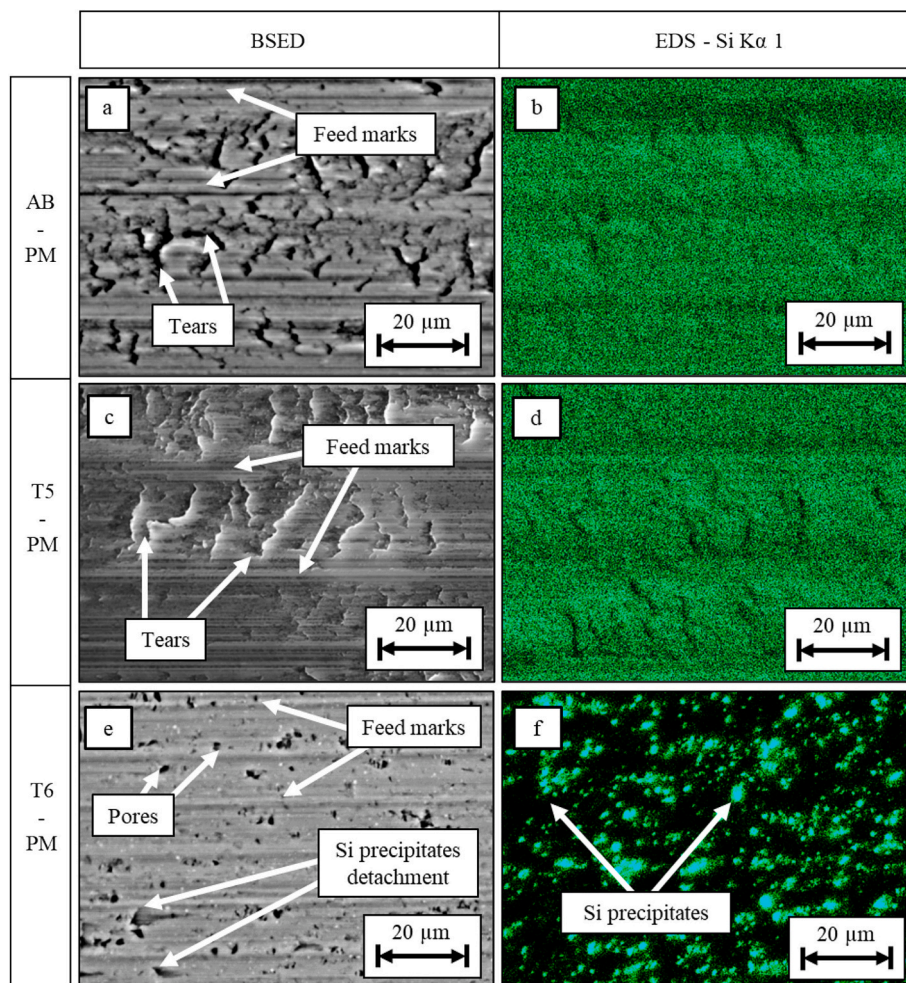 BSED
EDS - Si Kα 1
AB
-
PM
a
Feed marks
Tears
20 μm
b
20 μm
T5
-
PM
c
Feed marks
Tears
20 μm
d
20 μm
T6
-
PM
e
Feed marks
Pores
Si precipitates
detachment
20 μm
f
Si precipitates
20 μm